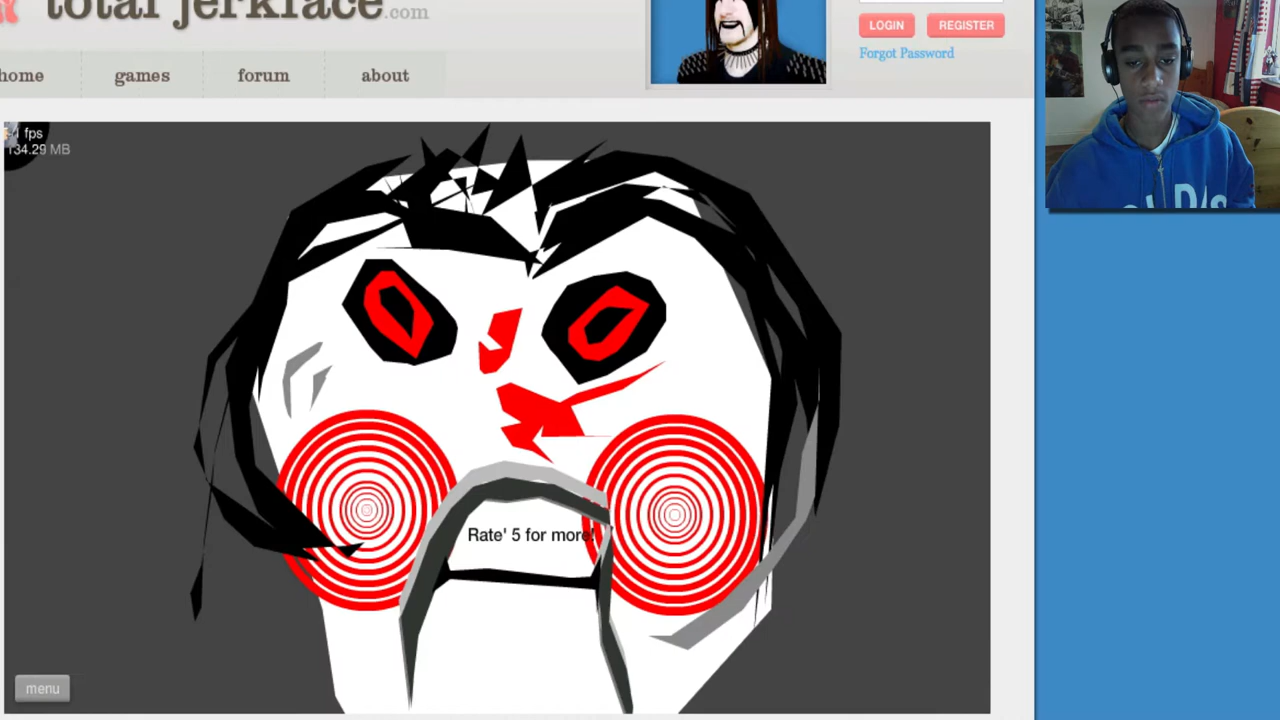 total jerkface.com
LOGIN
REGISTER
Forgot Password
home
games
forum
about
fps
134.29 MB
Rate' 5 for more!
menu